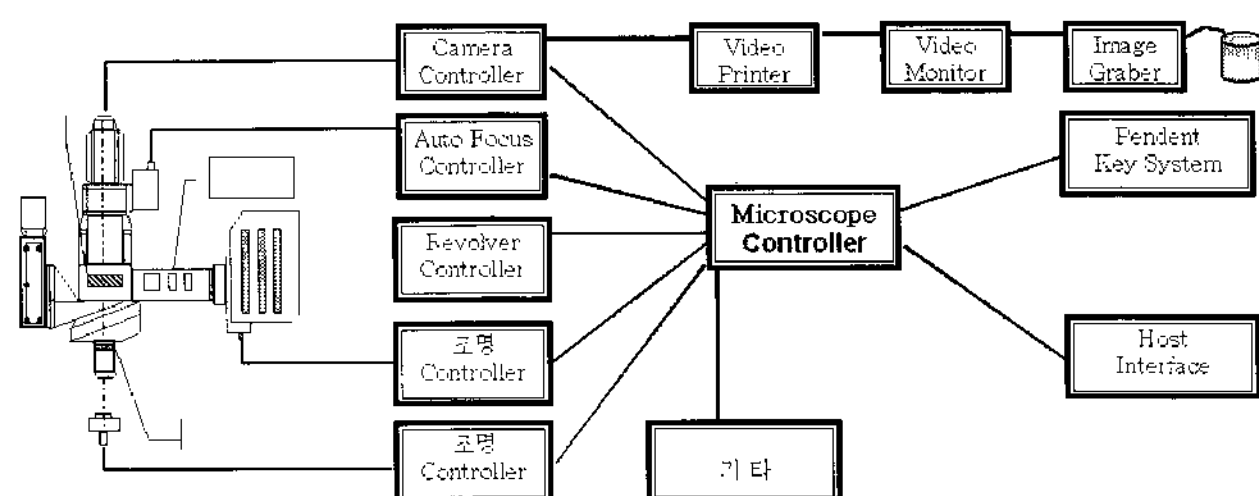 Camera
Controller
Video
Printer
Video
Monitor
Image
Graber
Auto Focus
Controller
Pendent
Key System
Microscope
Controller
Revolver
Controller
조명
Controller
Host
Interface
조명
Controller
기 타